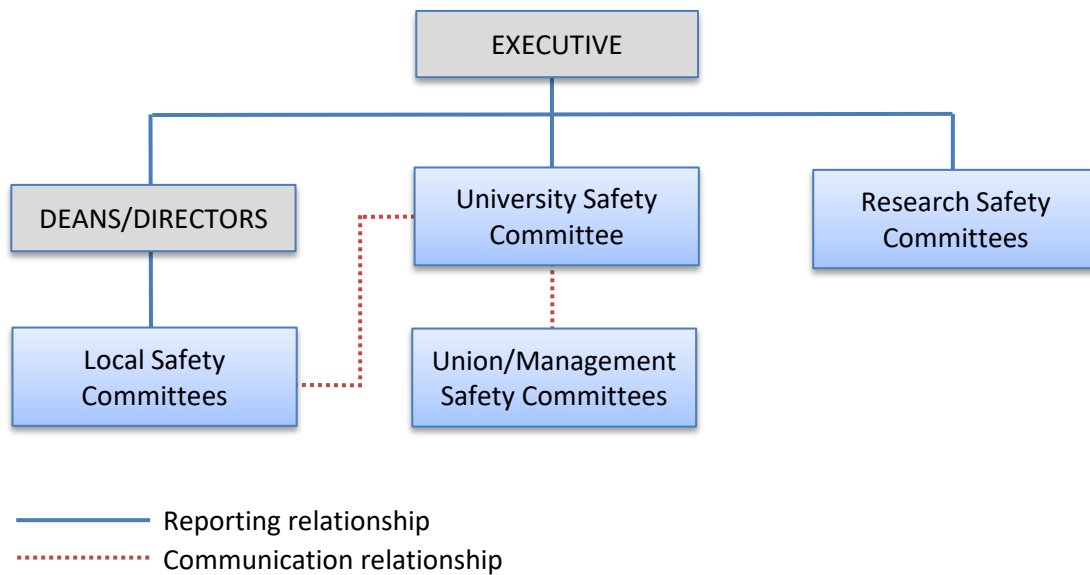 EXECUTIVE
DEANS/DIRECTORS
University Safety
Committee
Research Safety
Committees
Local Safety
Committees
Union/Management
Safety Committees
Reporting relationship
Communication relationship